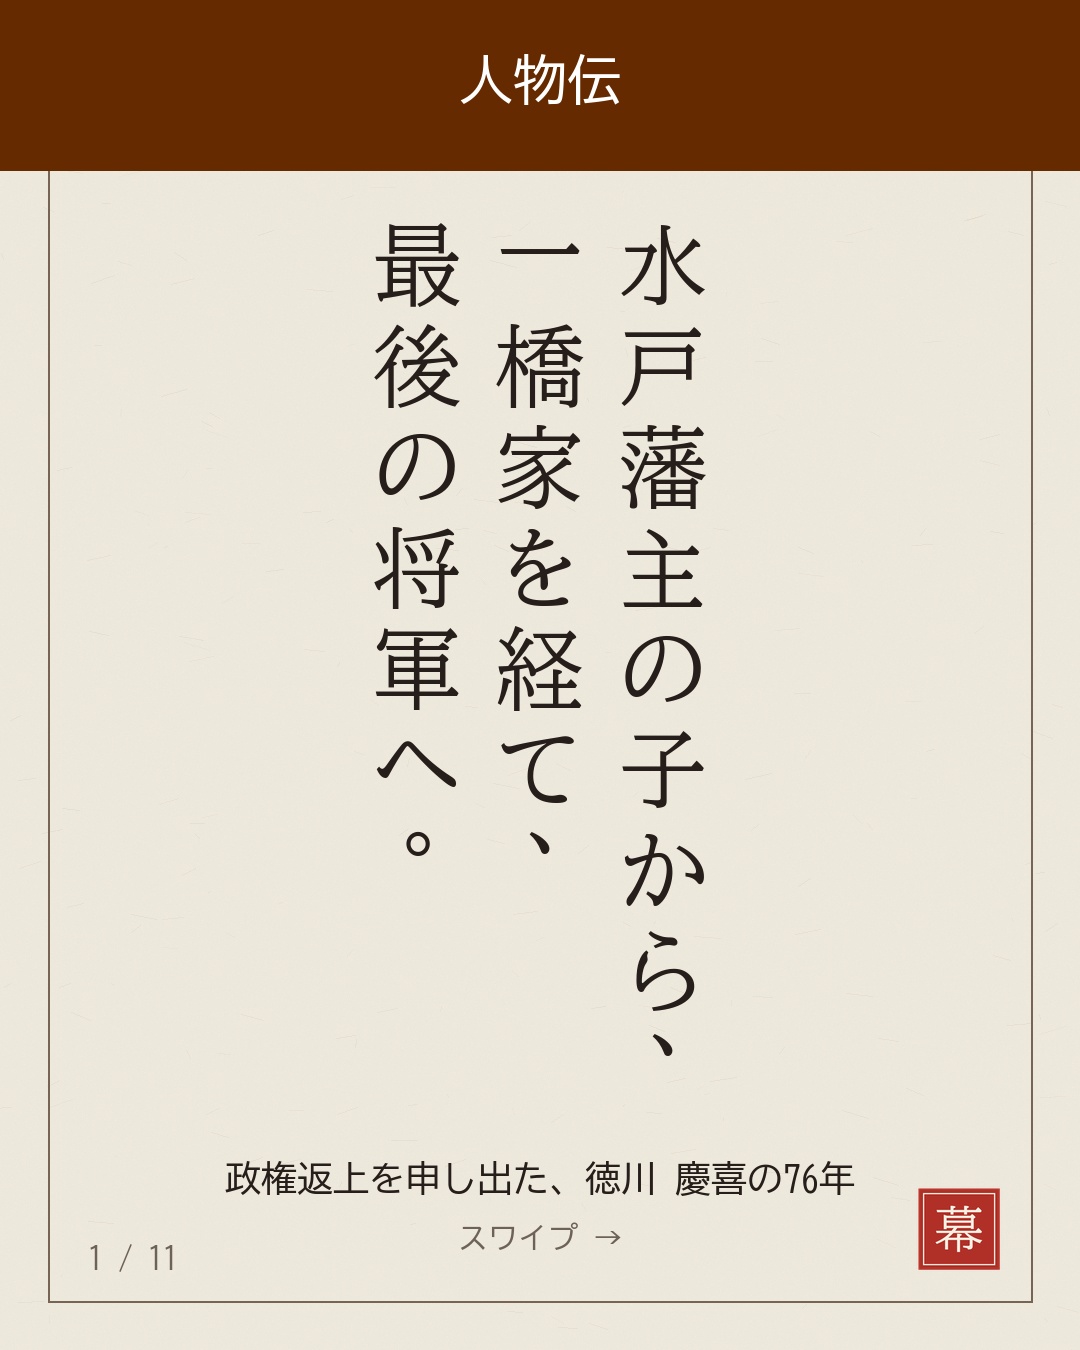 人物伝
水戸藩主の子から、
一橋家を経て、
最後の将軍へ。
政権返上を申し出た、徳川 慶喜の76年
スワイプ →
1 / 11
幕